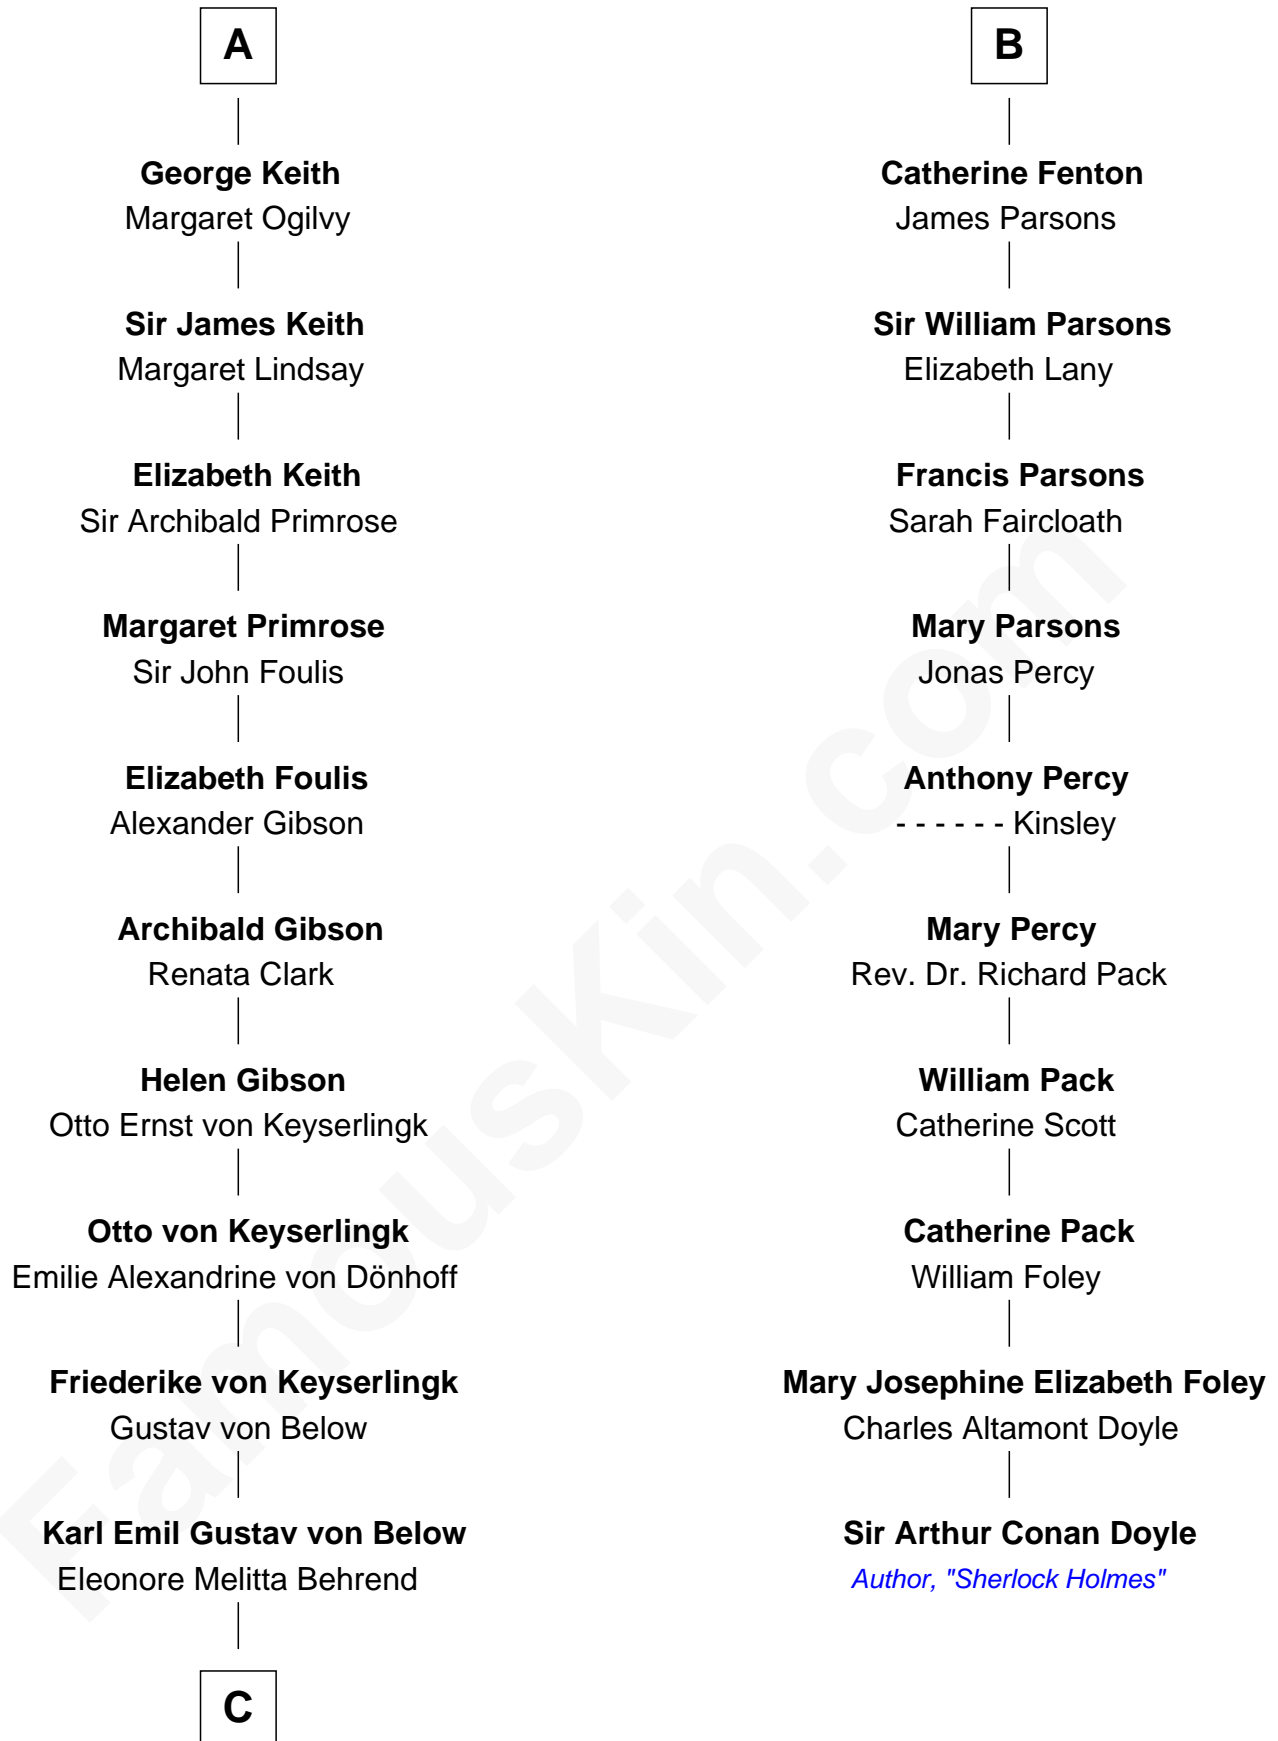 A
George Keith
Margaret Ogilvy
Sir James Keith
Margaret Lindsay
Elizabeth Keith
Sir Archibald Primrose
Margaret Primrose
Sir John Foulis
Elizabeth Foulis
Alexander Gibson
Archibald Gibson
Renata Clark
Helen Gibson
Otto Ernst von Keyserlingk
Otto von Keyserlingk
Emilie Alexandrine von Dönhoff
Friederike von Keyserlingk
Gustav von Below
Karl Emil Gustav von Below
Eleonore Melitta Behrend
C
B
Catherine Fenton
James Parsons
Sir William Parsons
Elizabeth Lany
Francis Parsons
Sarah Faircloath
Mary Parsons
Jonas Percy
Anthony Percy
- - - - - - Kinsley
Mary Percy
Rev. Dr. Richard Pack
William Pack
Catherine Scott
Catherine Pack
William Foley
Mary Josephine Elizabeth Foley
Charles Altamont Doyle
Sir Arthur Conan Doyle
Author, "Sherlock Holmes"
FamousKin.com